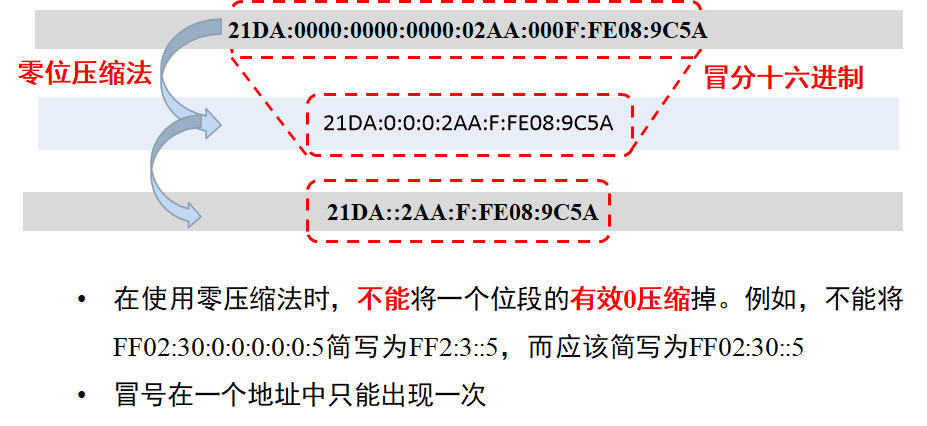 21DA:0000:0000:0000:02AA:000F:FE08:9C5A
零位压缩法
冒分十六进制
21DA:0:0:0:2AA:F:FE08:9C5A
21DA::2AA:F:FE08:9C5A
• 在使用零压缩法时，不能将一个位段的有效0压缩掉。例如，不能将
FF02:30:0:0:0:0:0:5简写为FF2:3::5，而应该简写为FF02:30::5
• 冒号在一个地址中只能出现一次